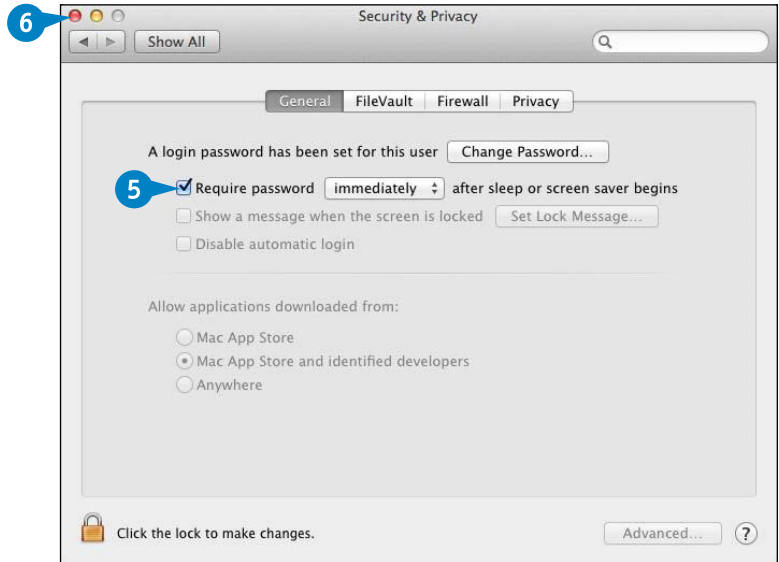 6
Security & Privacy
Show All
General FileVault Firewall Privacy
A login password has been set for this user Change Password...
5
Require password immediately after sleep or screen saver begins
Show a message when the screen is locked Set Lock Message...
Disable automatic login
Allow applications downloaded from:
Mac App Store
Mac App Store and identified developers
Anywhere
Click the lock to make changes. Advanced... ?